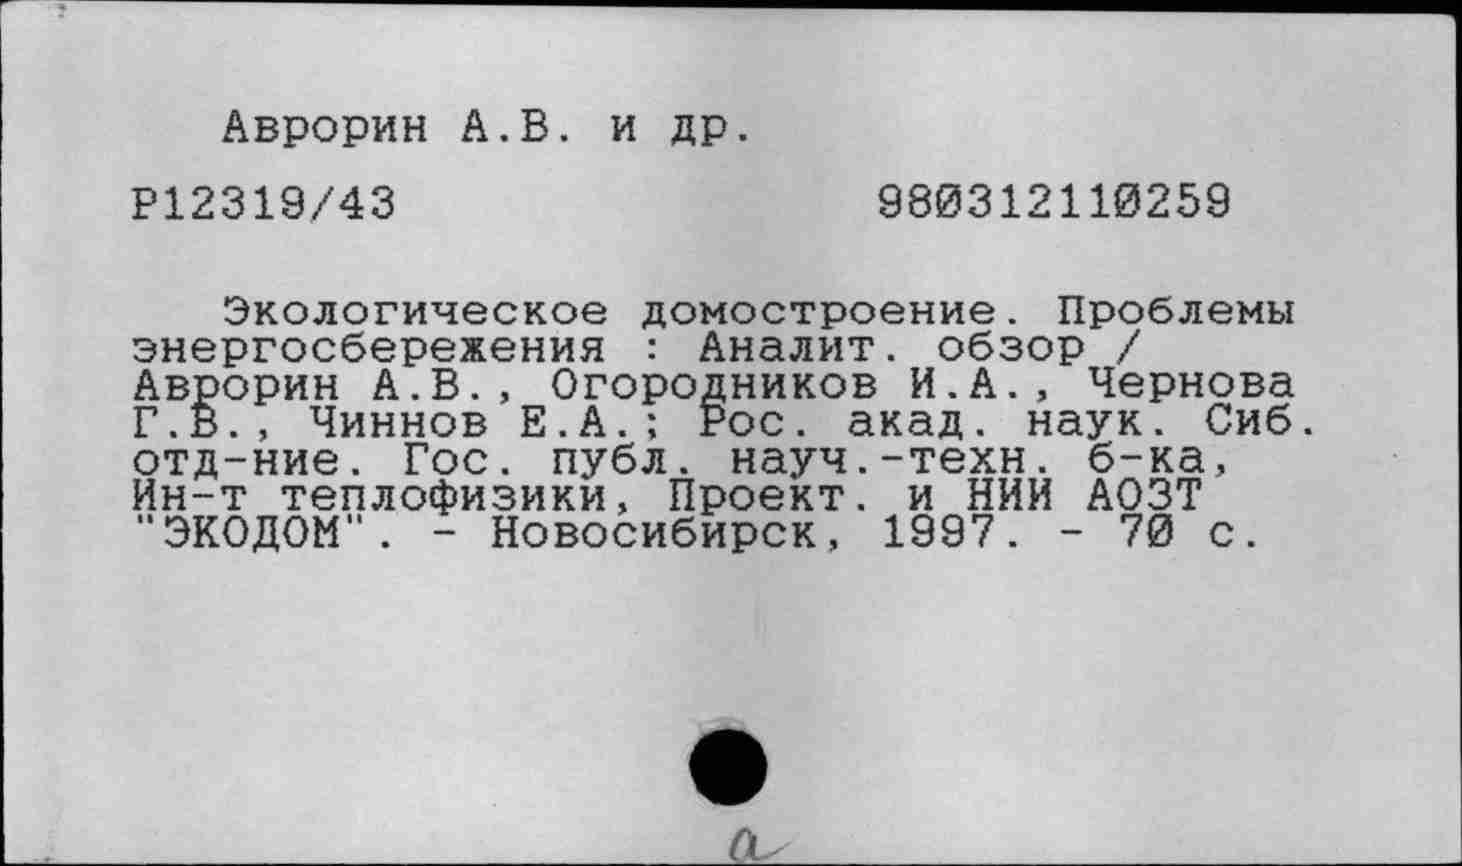 Аврорин А.В. и др.
Р12319/43 980312110259
Экологическое домостроение. Проблемы
энергосбережения : Аналит. обзор /
Аврорин А.В., Огородников И.А., Чернова
Г.В., Чиннов Е.А.; Рос. акад. наук. Сиб.
отд-ние. Гос. публ. науч.-техн. б-ка,
Ин-т теплофизики, Проект. и НИИ АОЗТ
"ЭКОДОМ". - Новосибирск, 1997. - 70 с.
а